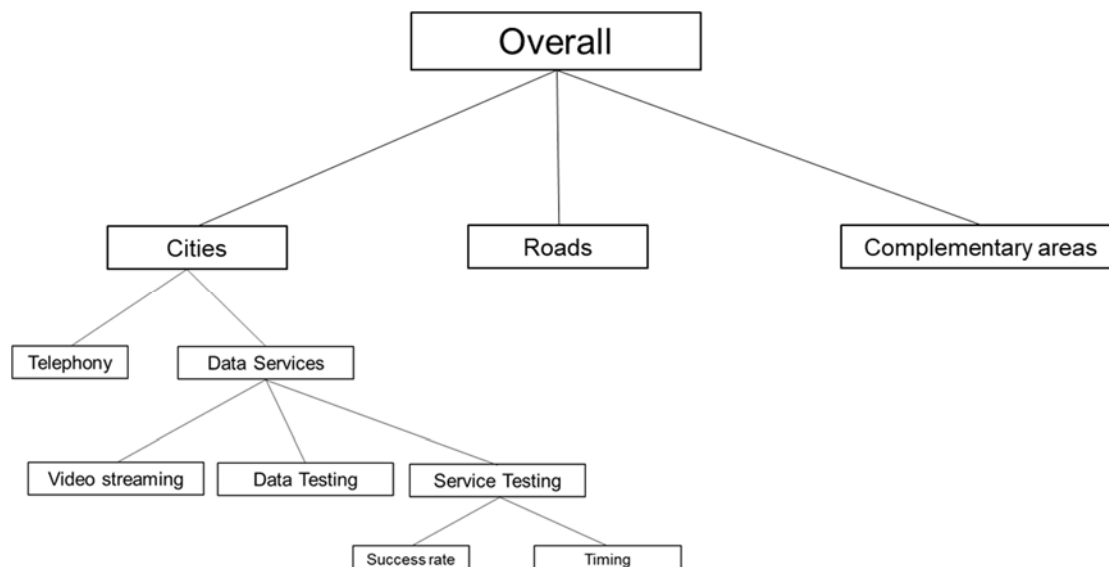 Overall
Cities
Roads
Complementary areas
Telephony
Data Services
Video streaming
Data Testing
Service Testing
Success rate
Timing